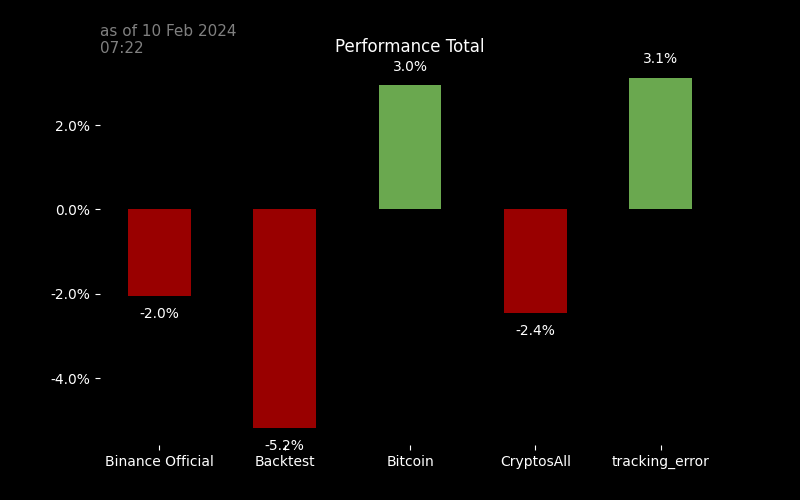 as of 10 Feb 2024
07:22
Performance Total
3.0%
3.1%
2.0%
0.0%
-2.0%
-4.0%
-2.0%
-2.4%
-5.2%
Binance Official
Backtest
Bitcoin
CryptosAll
tracking_error